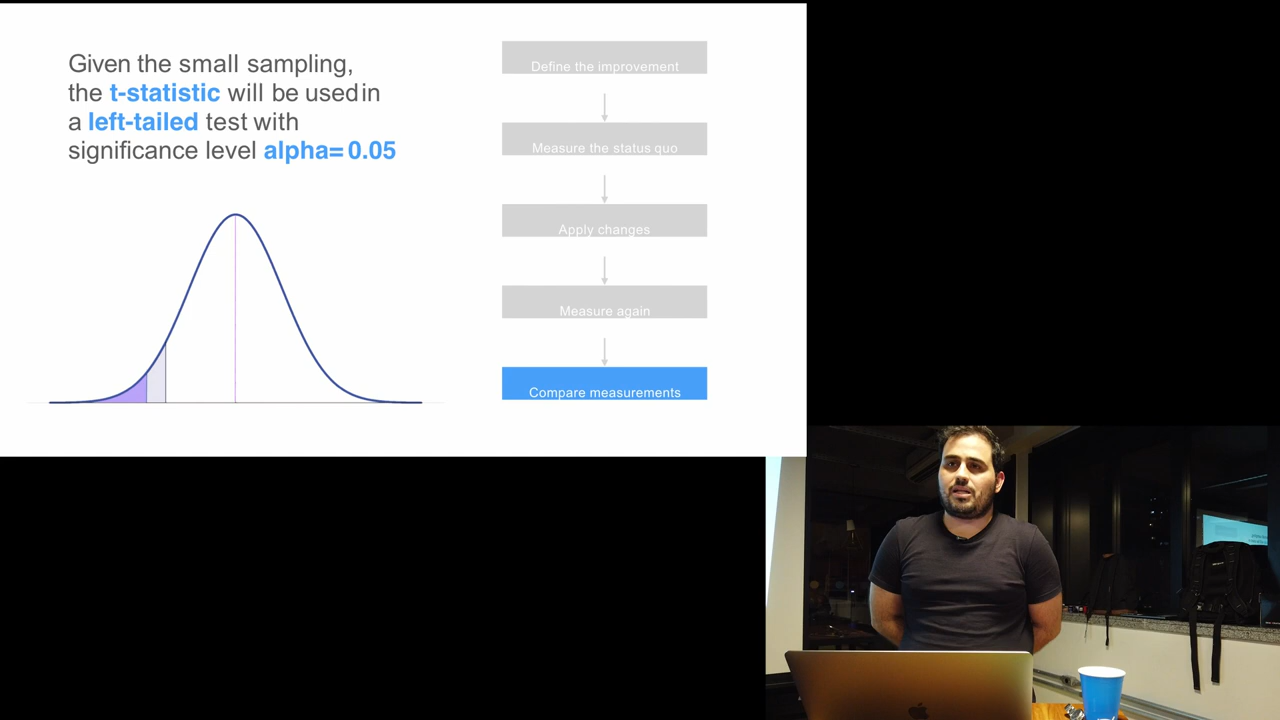 Given the small sampling,
the t-statistic will be used in
a left-tailed test with
significance level alpha= 0.05
Define the improvement
Measure the status quo
Apply changes
Measure again
Compare measurements